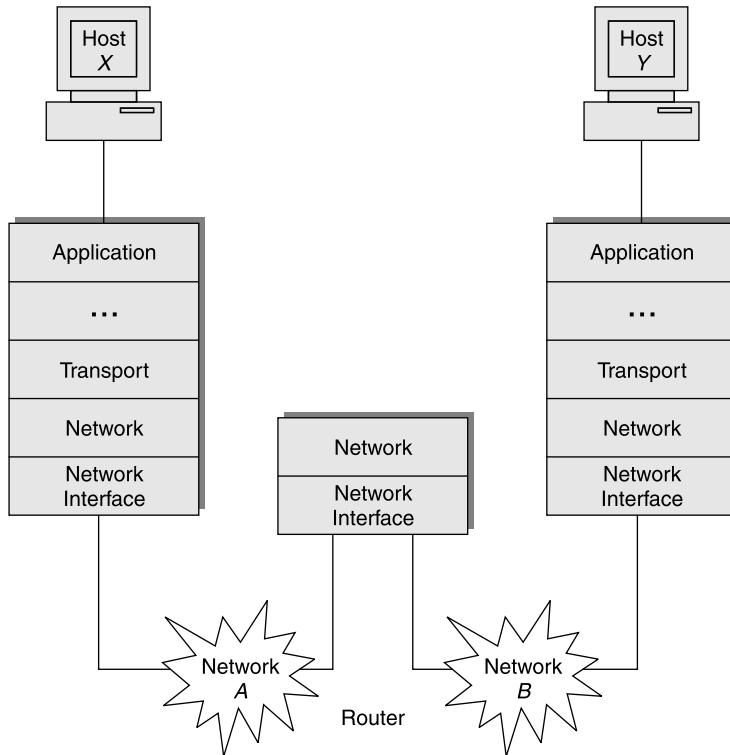 Host
X
Host
Y
Application
...
Transport
Network
Network
Interface
Network
Network
Interface
Application
...
Transport
Network
Network
Interface
Network
A
Router
Network
B